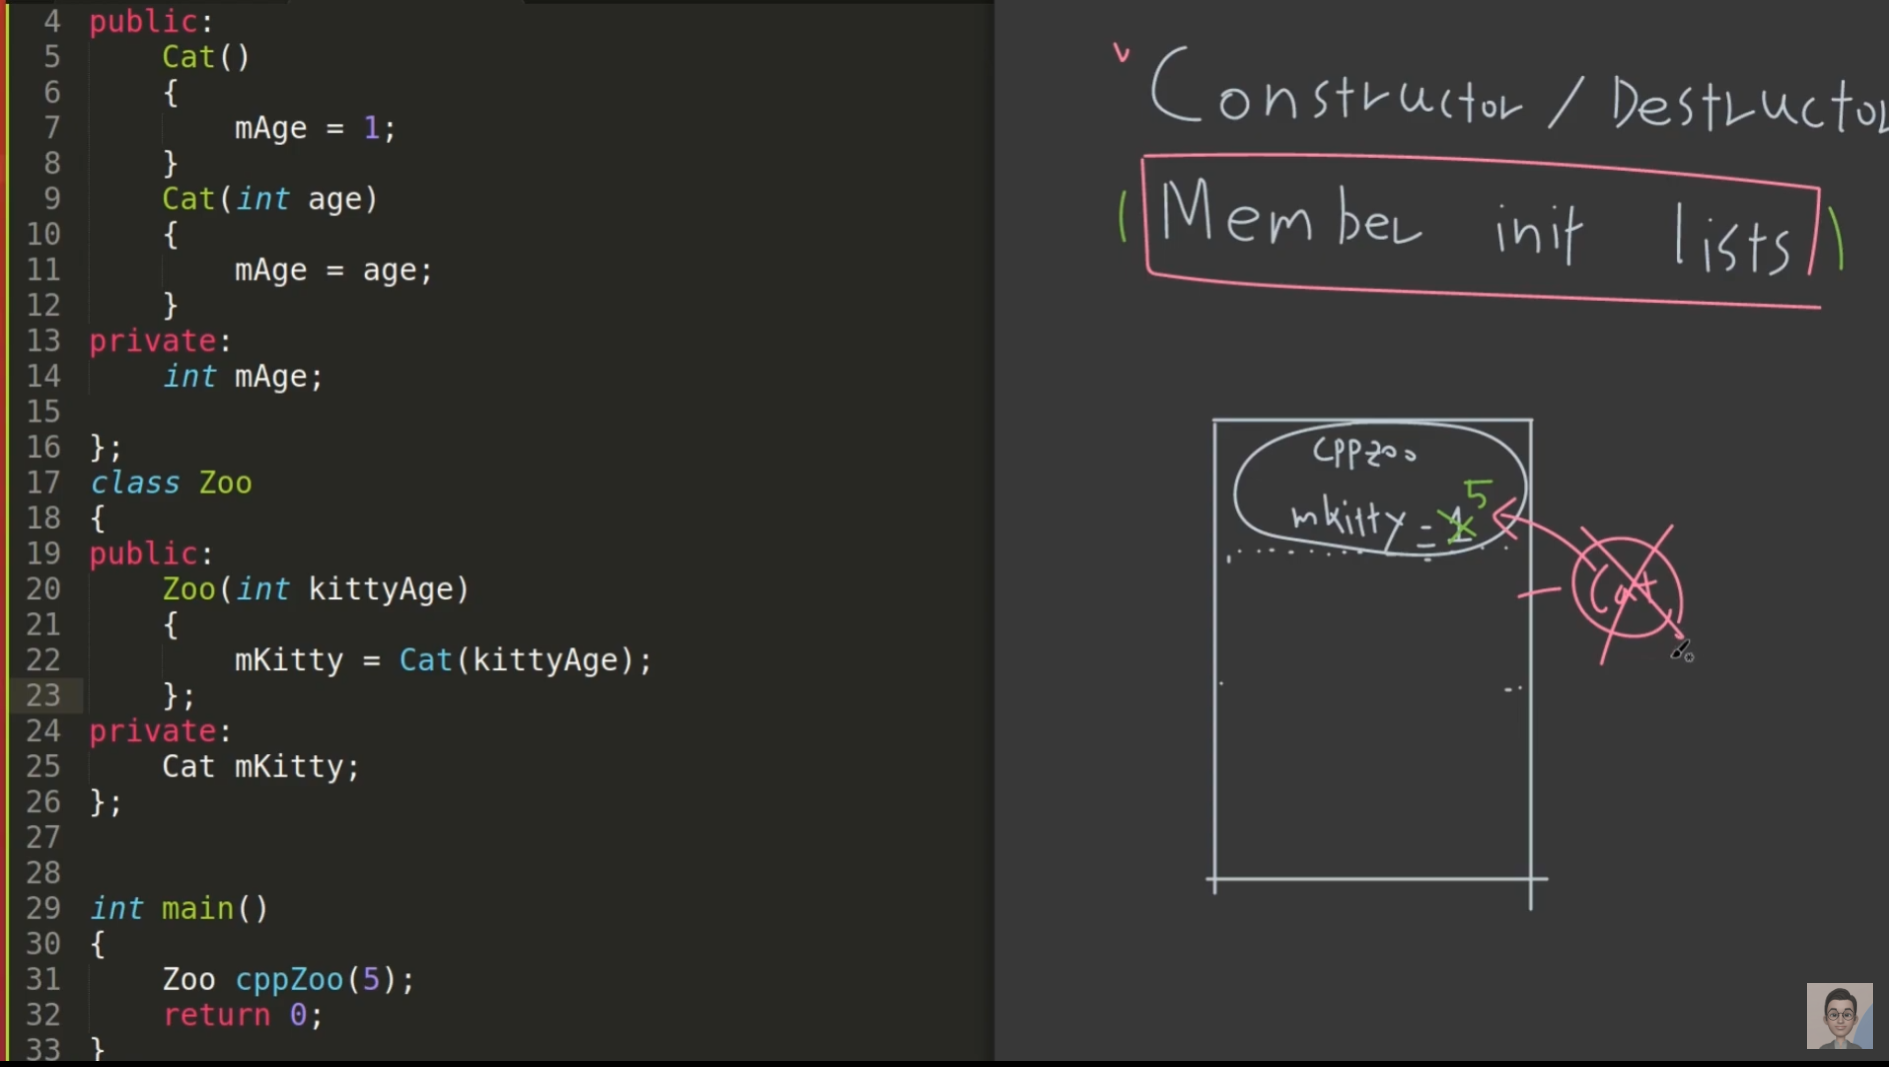 4 public:
5 Cat()
6 {
7 mAge = 1;
8 }
9 Cat(int age)
10 {
11 mAge = age;
12 }
13 private:
14 int mAge;
15
16 };
17 class Zoo
18 {
19 public:
20 Zoo(int kittyAge)
21 {
22 mKitty = Cat(kittyAge);
23 };
24 private:
25 Cat mKitty;
26 };
27
28
29 int main()
30 {
31 Zoo cppZoo(5);
32 return 0;
33 }
Constructor / Destructor
(Member init lists)
cppzoo
5
mkitty = 1
Cat